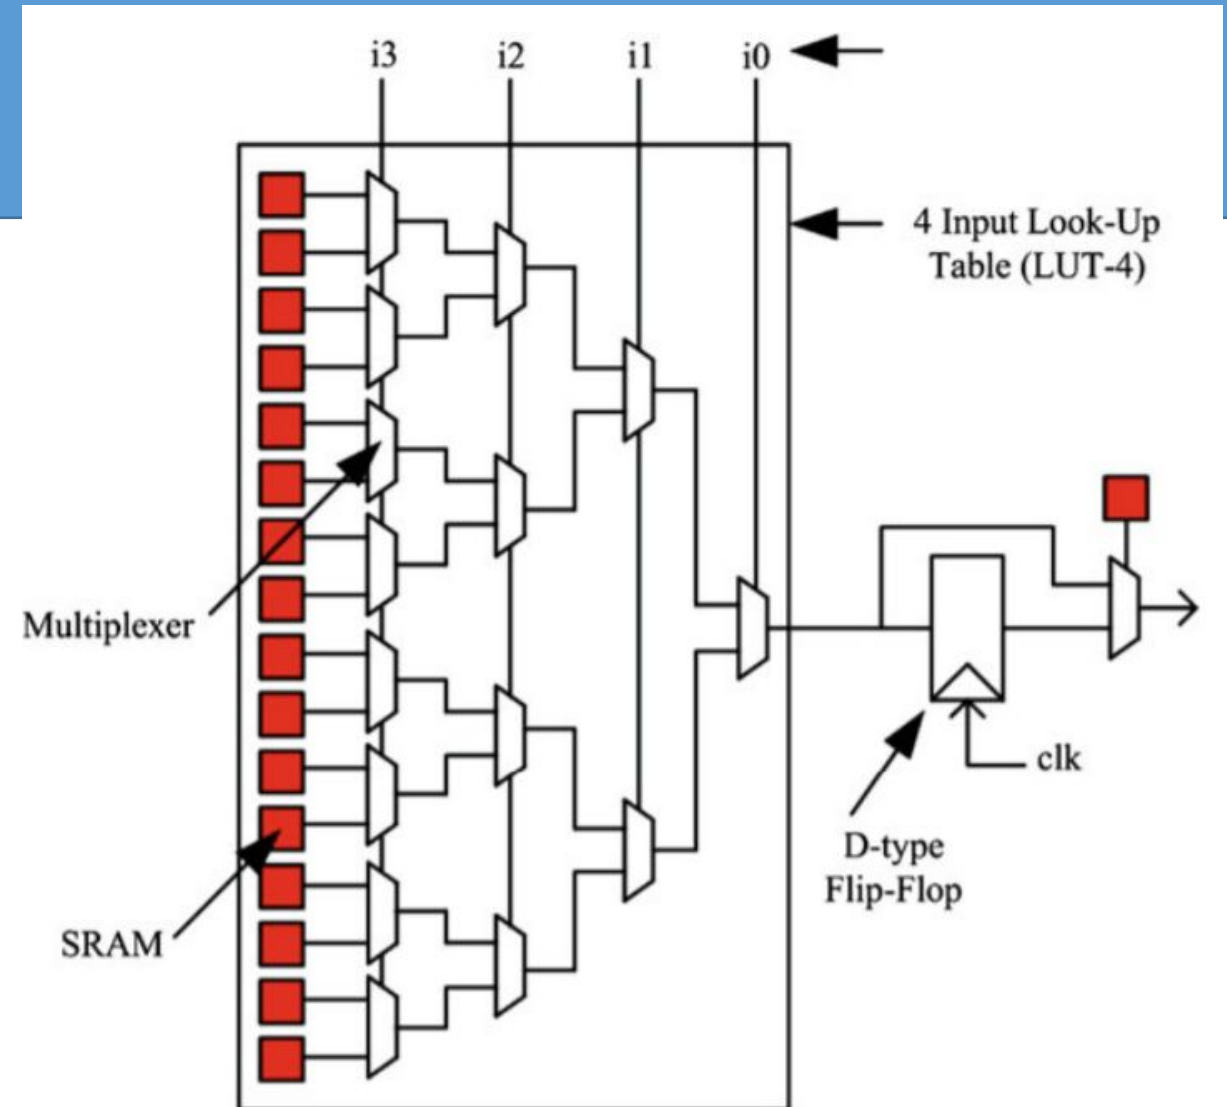 i3 i2 i1 i0
4 Input Look-Up
Table (LUT-4)
Multiplexer
clk
D-type
Flip-Flop
SRAM